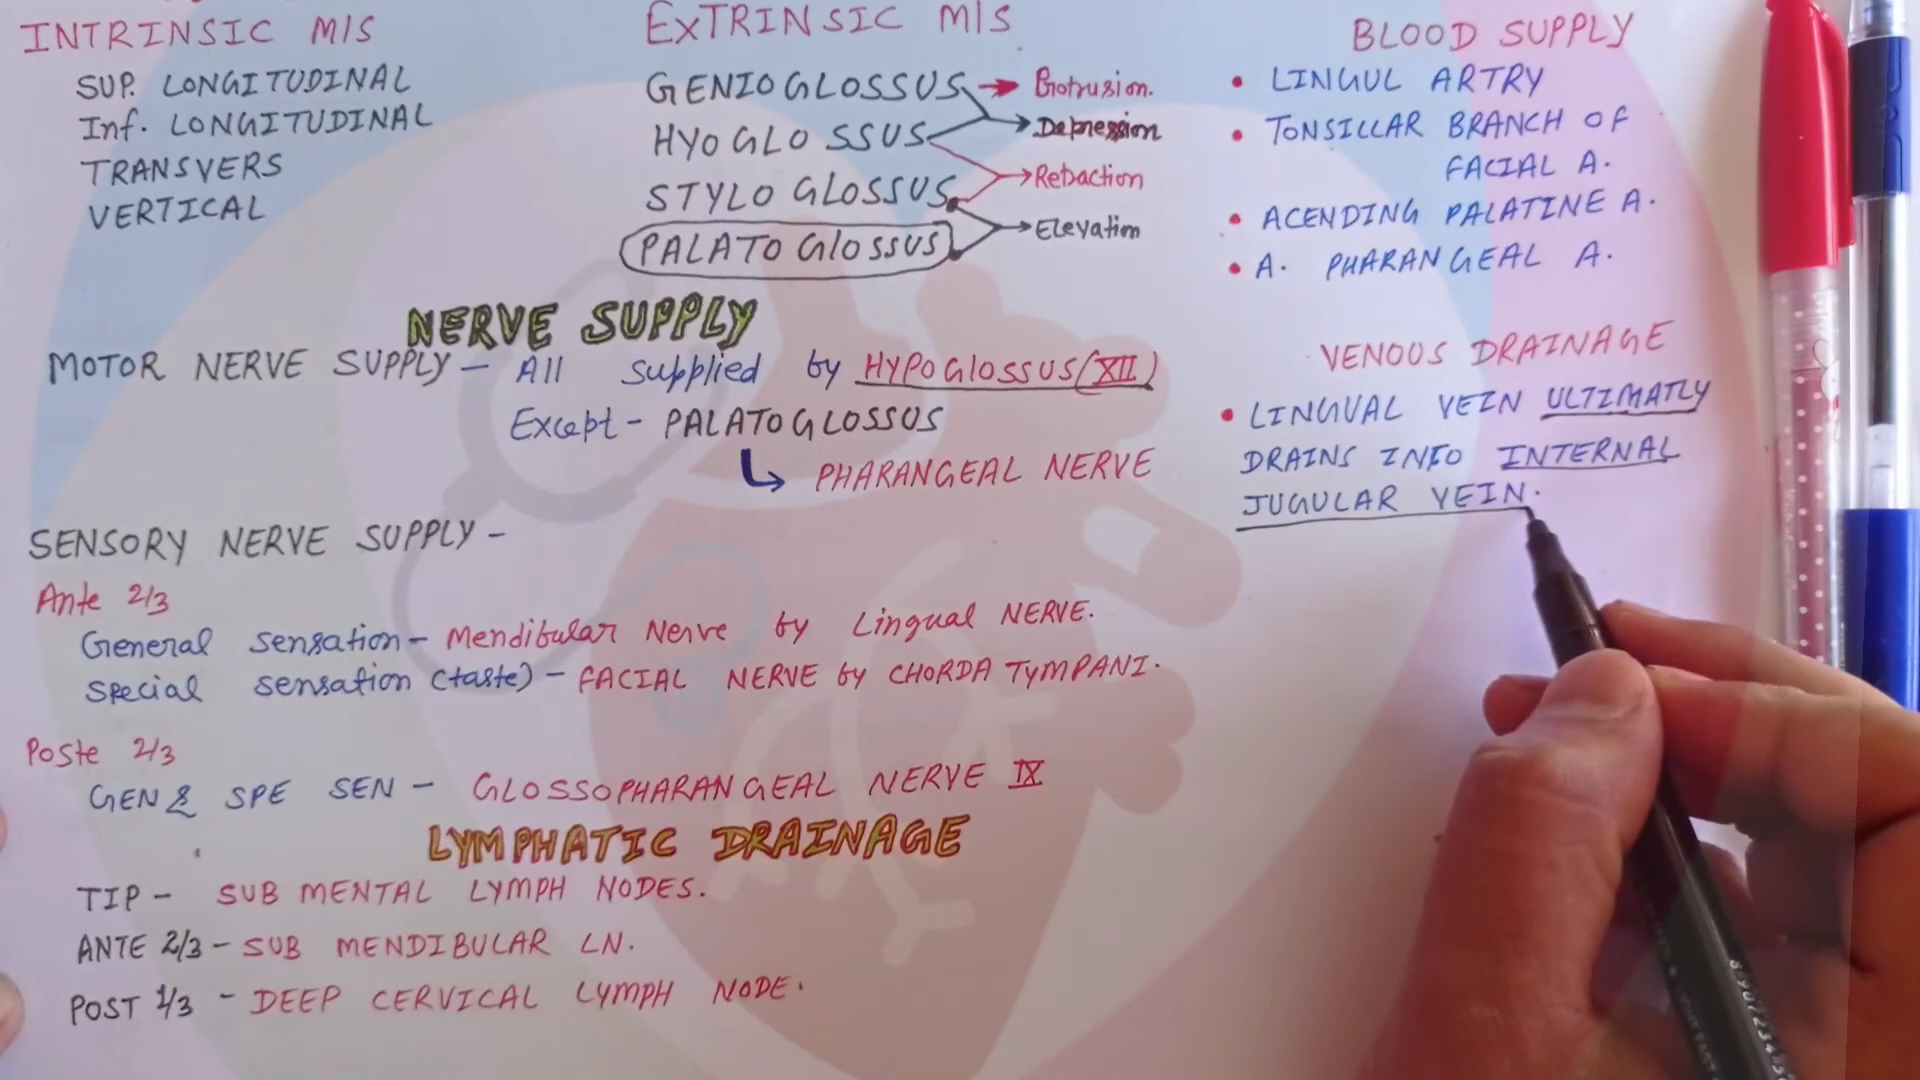 INTRINSIC M/S
SUP. LONGITUDINAL
Inf. LONGITUDINAL
TRANSVERS
VERTICAL
EXTRINSIC M/S
GENIOGLOSSUS → Protrusion.
HYOGLOSSUS → Depression
STYLOGLOSSUS → Retraction
PALATOGlOSSUS → Elevation
NERVE SUPPLY
MOTOR NERVE SUPPLY - All supplied by HYPOGlOSSUS (XII)
Except - PALATOGLOSSUS
PHARANGEAL NERVE
SENSORY NERVE SUPPLY -
Ante 2/3
General sensation - Mendibular Nerve by Lingual NERVE.
Special sensation (taste) - FACIAL NERVE by CHORDA TYMPANI.
Poste 2/3
GEN & SPE SEN - GLOSSOPHARANGEAL NERVE IX
LYMPHATIC DRAINAGE
TIP - SUB MENTAL LYMPH NODES.
ANTE 2/3 - SUB MENDIBULAR LN.
POST 1/3 - DEEP CERVICAL LYMPH NODE.
BLOOD SUPPLY
• LINGUL ARTRY
• TONSILLAR BRANCH OF
FACIAL A.
• ACENDING PALATINE A.
• A. PHARANGEAL A.
VENOUS DRAINAGE
• LINGUAL VEIN ULTIMATLY
DRAINS INTO INTERNAL
JUGULAR VEIN.